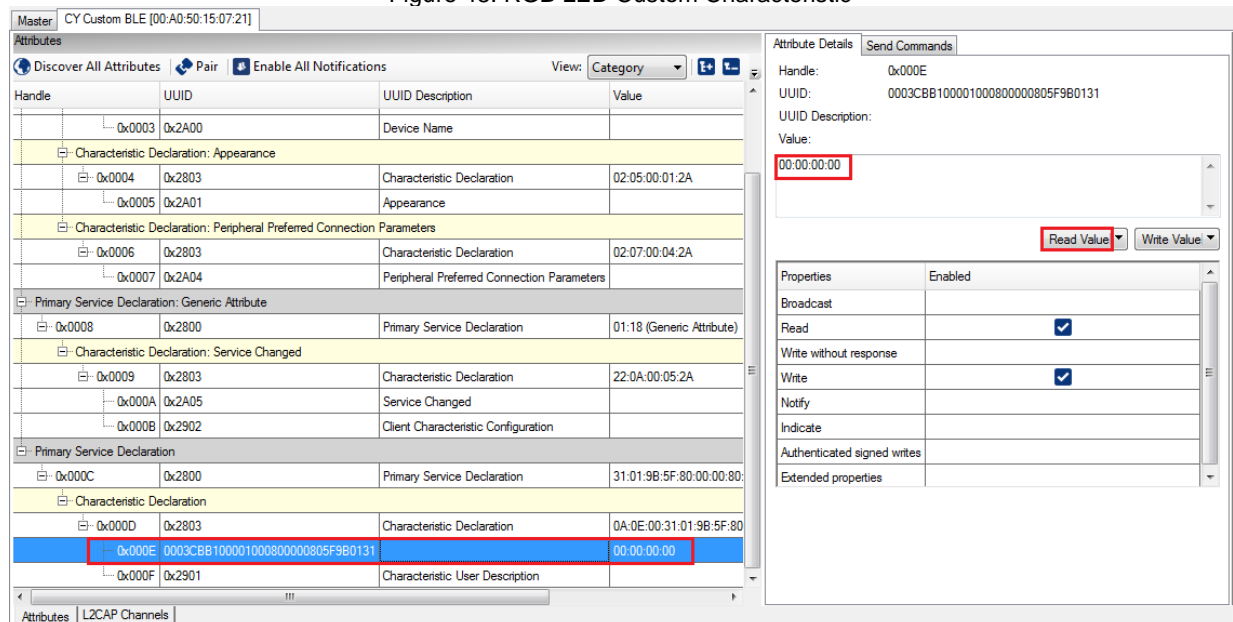 Figure 48. RGB LED Custom Characteristic
Master CY Custom BLE [00:A0:50:15:07:21]
Attributes
Discover All Attributes Pair Enable All Notifications View: Category
Handle UUID UUID Description Value
0x0003 0x2A00 Device Name
Characteristic Declaration: Appearance
0x0004 0x2803 Characteristic Declaration 02:05:00:01:2A
0x0005 0x2A01 Appearance
Characteristic Declaration: Peripheral Preferred Connection Parameters
0x0006 0x2803 Characteristic Declaration 02:07:00:04:2A
0x0007 0x2A04 Peripheral Preferred Connection Parameters
Primary Service Declaration: Generic Attribute
0x0008 0x2800 Primary Service Declaration 01:18 (Generic Attribute)
Characteristic Declaration: Service Changed
0x0009 0x2803 Characteristic Declaration 22:0A:00:05:2A
0x000A 0x2A05 Service Changed
0x000B 0x2902 Client Characteristic Configuration
Primary Service Declaration
0x000C 0x2800 Primary Service Declaration 31:01:9B:5F:80:00:00:80:
Characteristic Declaration
0x000D 0x2803 Characteristic Declaration 0A:0E:00:31:01:9B:5F:80
0x000E 0003CBB100001000800000805F9B0131 00:00:00:00
0x000F 0x2901 Characteristic User Description
Attributes L2CAP Channels
Attribute Details Send Commands
Handle: 0x000E
UUID: 0003CBB100001000800000805F9B0131
UUID Description:
Value:
00:00:00:00
Read Value Write Value
Properties Enabled
Broadcast
Read
Write without response
Write
Notify
Indicate
Authenticated signed writes
Extended properties